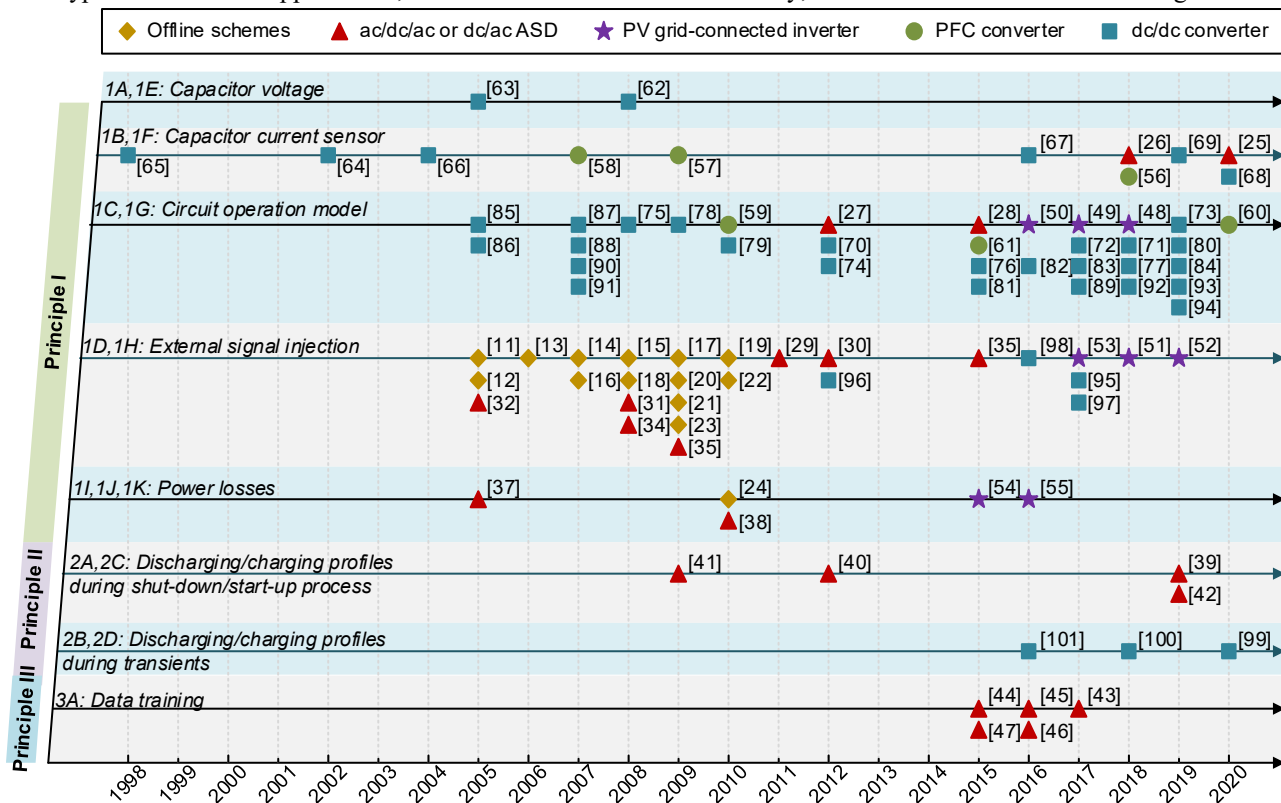 Offline schemes ac/dc/ac or dc/ac ASD PV grid-connected inverter PFC converter dc/dc converter
Principle I
1A,1E: Capacitor voltage
[63] [62]
1B,1F: Capacitor current sensor
[67] [26] [69] [25]
[65] [64] [66] [58] [57] [56] [68]
1C,1G: Circuit operation model
[85] [87] [75] [78] [59] [27] [28] [50] [49] [48] [73] [60]
[86] [88] [79] [70] [61] [72] [71] [80]
[90] [74] [76] [82] [83] [77] [84]
[91] [81] [89] [92] [93]
[94]
1D,1H: External signal injection
[11] [13] [14] [15] [17] [19] [29] [30] [35] [98] [53] [51] [52]
[12] [16] [18] [20] [22] [96] [95]
[32] [31] [21] [97]
[34] [23]
[35]
1I,1J,1K: Power losses
[37] [24] [54] [55]
[38]
Principle II
2A,2C: Discharging/charging profiles
during shut-down/start-up process
[41] [40] [39]
[42]
2B,2D: Discharging/charging profiles
during transients
[101] [100] [99]
Principle III
3A: Data training
[44] [45] [43]
[47] [46]
1998 1999 2000 2001 2002 2003 2004 2005 2006 2007 2008 2009 2010 2011 2012 2013 2014 2015 2016 2017 2018 2019 2020